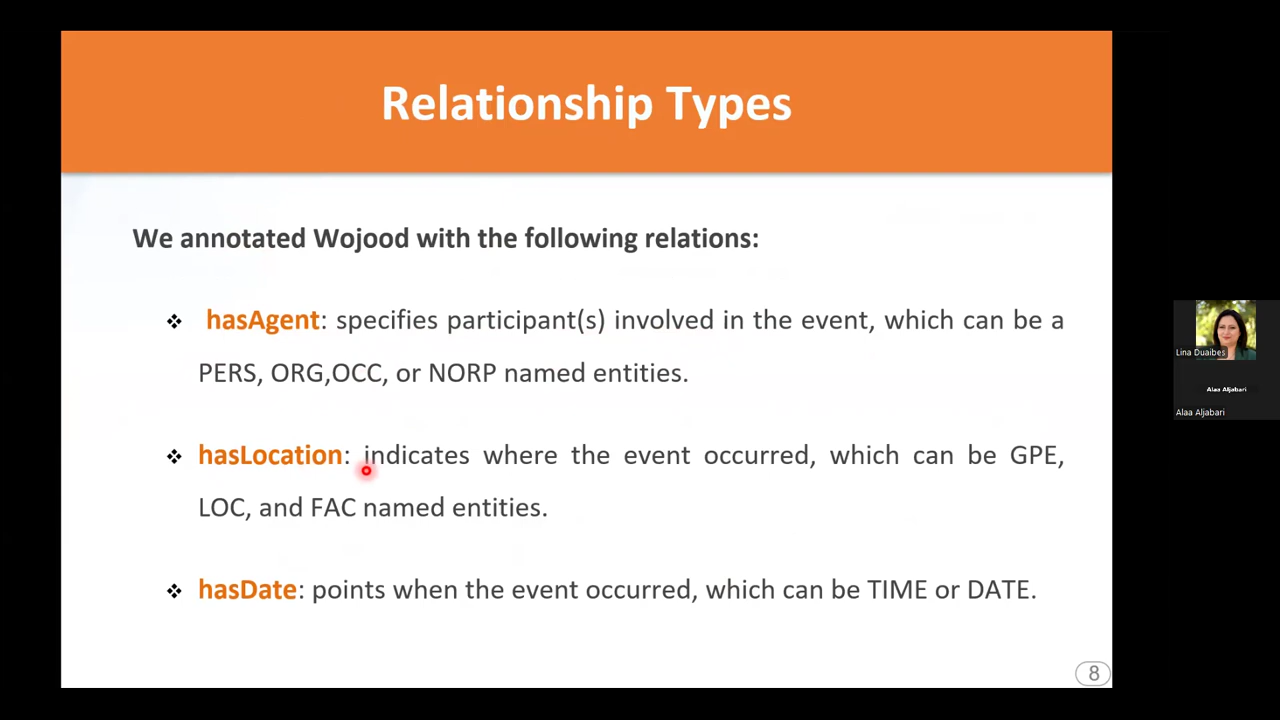 Relationship Types
We annotated Wojood with the following relations:
❖ hasAgent: specifies participant(s) involved in the event, which can be a
PERS, ORG,OCC, or NORP named entities.
❖ hasLocation: indicates where the event occurred, which can be GPE,
LOC, and FAC named entities.
❖ hasDate: points when the event occurred, which can be TIME or DATE.
8
Lina Duaibes
Alaa Aljabari
Alaa Aljabari